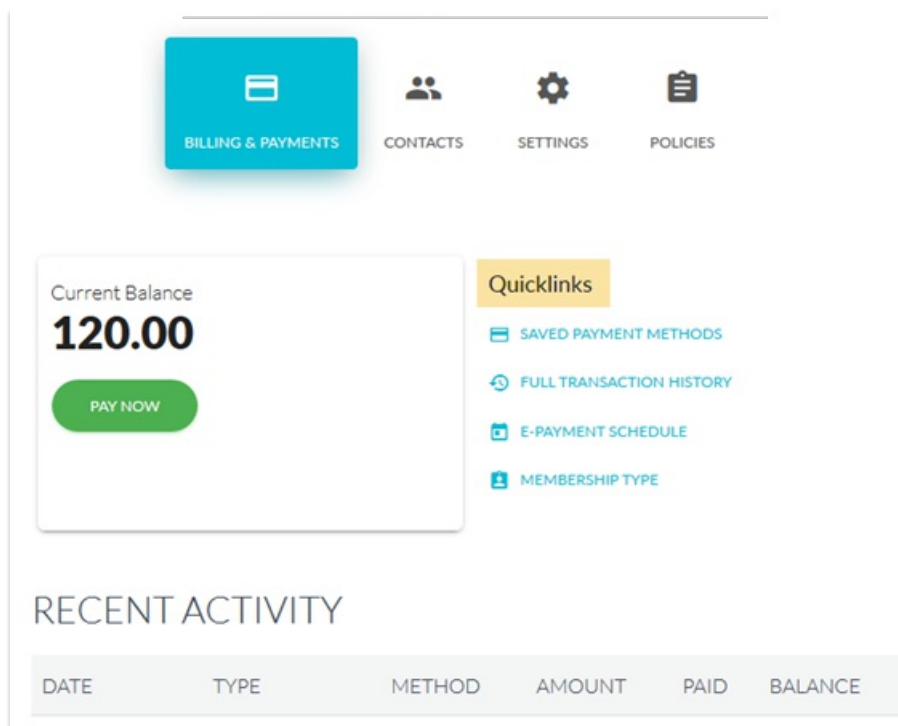 BILLING & PAYMENTS CONTACTS SETTINGS POLICIES
Current Balance
120.00
PAY NOW
Quicklinks
SAVED PAYMENT METHODS
FULL TRANSACTION HISTORY
E-PAYMENT SCHEDULE
MEMBERSHIP TYPE
RECENT ACTIVITY
DATE TYPE METHOD AMOUNT PAID BALANCE